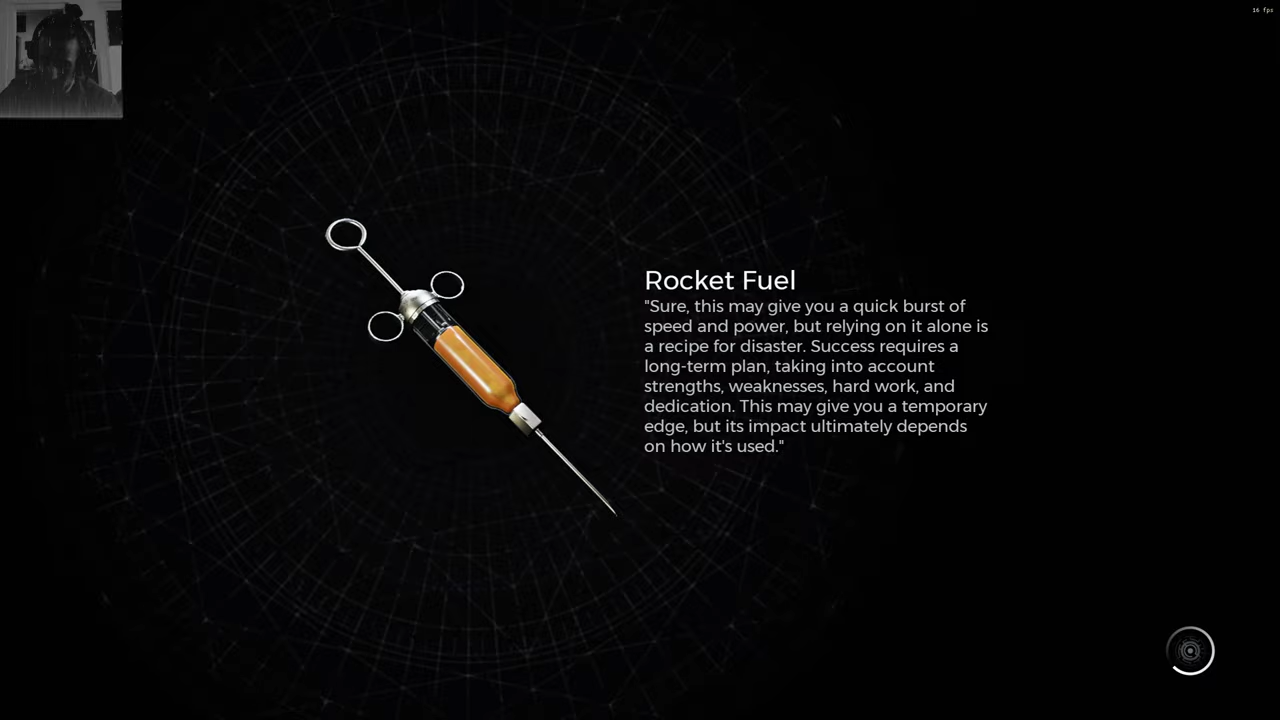 16 fps
Rocket Fuel
"Sure, this may give you a quick burst of
speed and power, but relying on it alone is
a recipe for disaster. Success requires a
long-term plan, taking into account
strengths, weaknesses, hard work, and
dedication. This may give you a temporary
edge, but its impact ultimately depends
on how it's used."